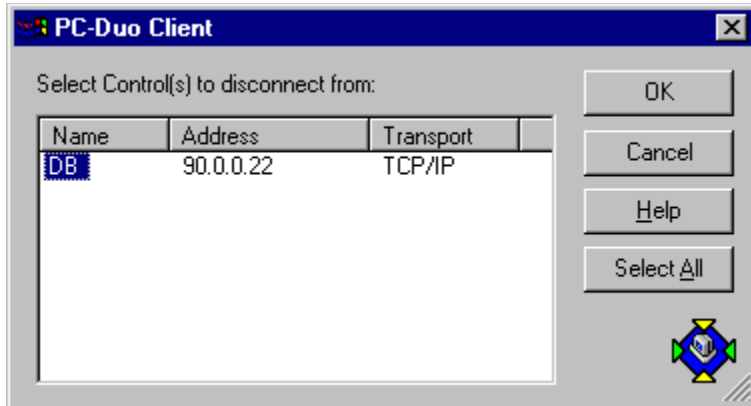 PC-Duo Client
Select Control(s) to disconnect from:
Name Address Transport
DB 90.0.0.22 TCP/IP
OK
Cancel
Help
Select All